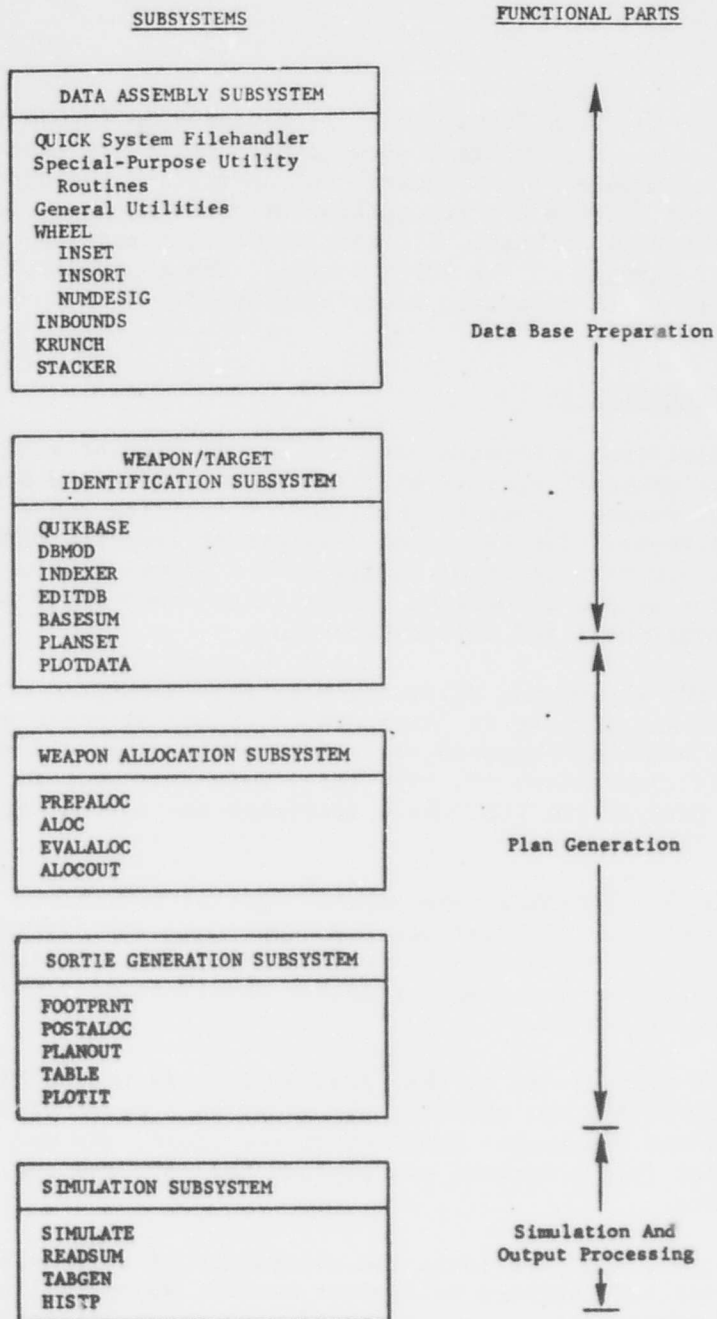 SUBSYSTEMS
FUNCTIONAL PARTS
DATA ASSEMBLY SUBSYSTEM
QUICK System Filehandler
Special-Purpose Utility
Routines
General Utilities
WHEEL
INSET
INSORT
NUMDESIG
INBOUNDS
KRUNCH
STACKER
Data Base Preparation
WEAPON/TARGET
IDENTIFICATION SUBSYSTEM
QUIKBASE
DBMOD
INDEXER
EDITDB
BASESUM
PLANSET
PLOTDATA
WEAPON ALLOCATION SUBSYSTEM
PREPALOC
ALOC
EVALALOC
ALOCOUT
Plan Generation
SORTIE GENERATION SUBSYSTEM
FOOTPRNT
POSTALOC
PLANOUT
TABLE
PLOTIT
SIMULATION SUBSYSTEM
SIMULATE
READSUM
TABGEN
HISTP
Simulation And
Output Processing